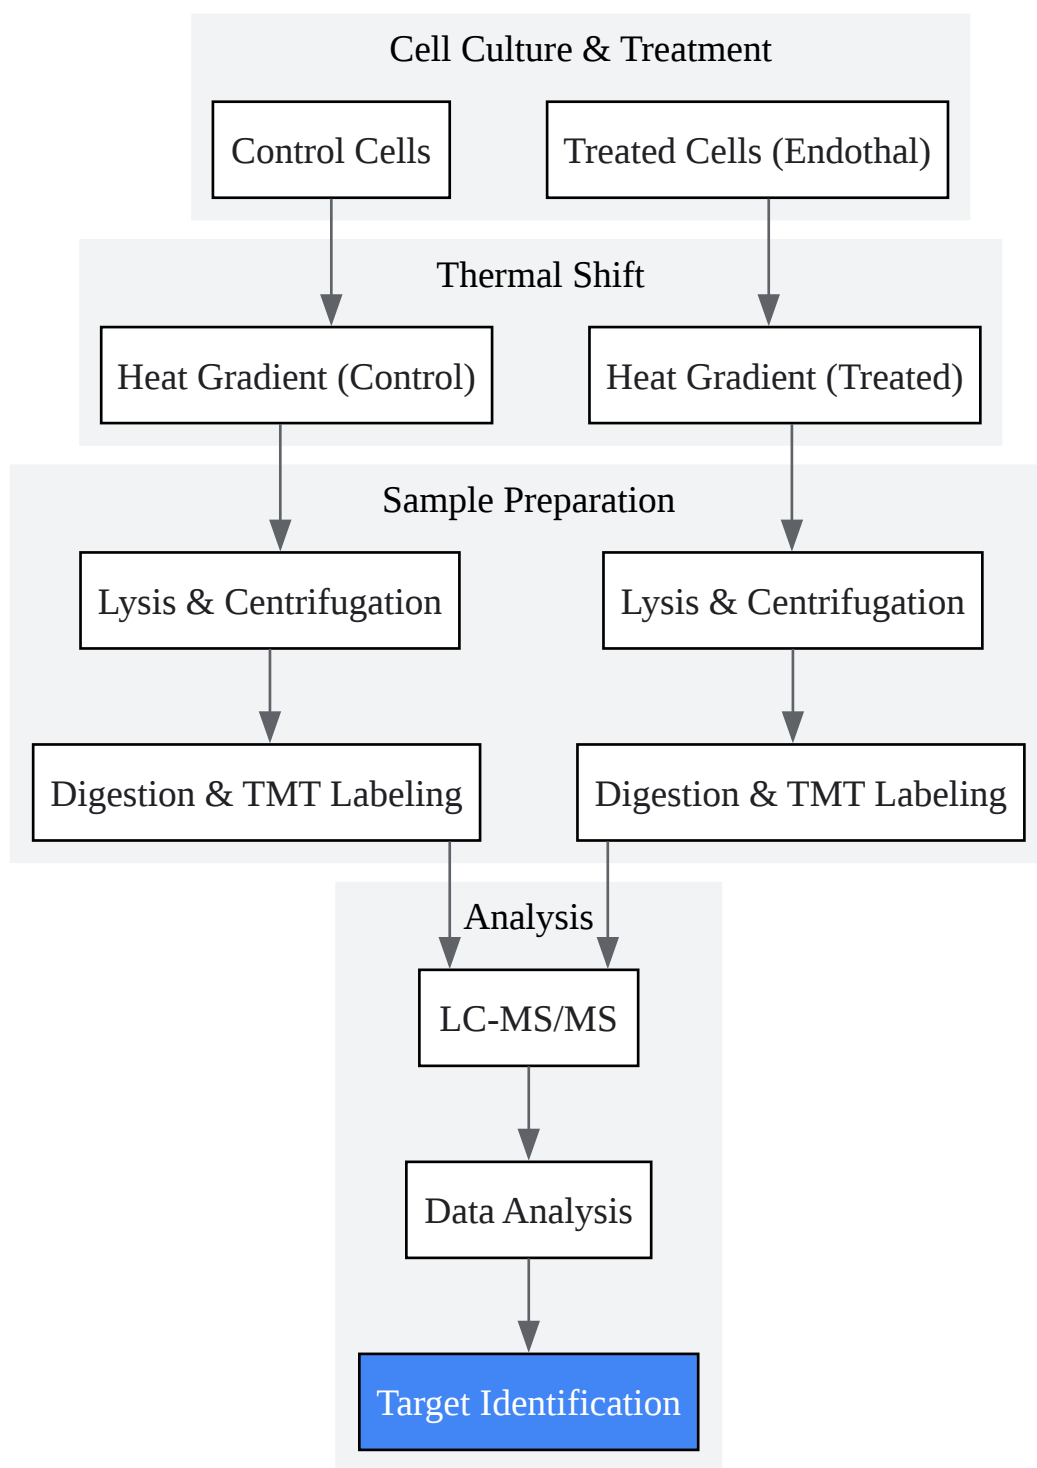 Cell Culture & Treatment
Control Cells
Treated Cells (Endothal)
Thermal Shift
Heat Gradient (Control)
Heat Gradient (Treated)
Sample Preparation
Lysis & Centrifugation
Lysis & Centrifugation
Digestion & TMT Labeling
Digestion & TMT Labeling
Analysis
LC-MS/MS
Data Analysis
Target Identification